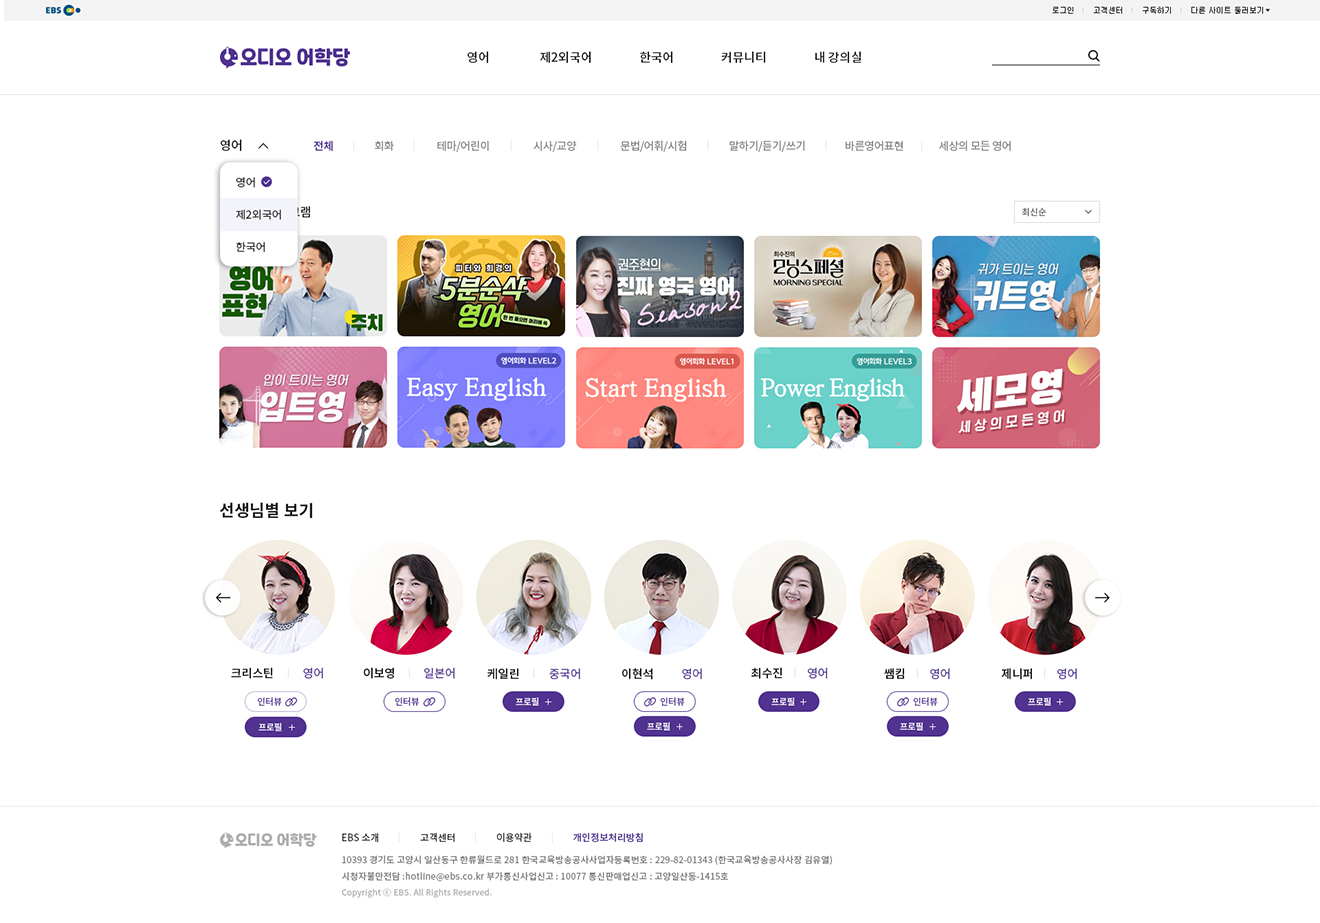 EBS
로그인 고객센터 구독하기 다른 사이트 둘러보기
오디오 어학당 영어 제2외국어 한국어 커뮤니티 내 강의실
영어 전체 회화 테마/어린이 시사/교양 문법/어휘/시험 말하기/듣기/쓰기 바른영어표현 세상의 모든 영어
영어
제2외국어
한국어
최신순
영어
표현
주치
피터와 희경의
5분순삭
영어
한 번 들으면 머리에 쏙
권주현의
진짜 영국 영어
Season2
최수진의
모닝스페셜
MORNING SPECIAL
귀가 트이는 영어
귀트영
입이 트이는 영어
입트영
영어회화 LEVEL2
Easy English
영어회화 LEVEL1
Start English
영어회화 LEVEL3
Power English
세모영
세상의모든영어
선생님별 보기
크리스틴 영어
인터뷰
프로필 +
이보영 일본어
인터뷰
케일린 중국어
프로필 +
이현석 영어
인터뷰
프로필 +
최수진 영어
프로필 +
쌤킴 영어
인터뷰
프로필 +
제니퍼 영어
프로필 +
오디오 어학당
EBS 소개 고객센터 이용약관 개인정보처리방침
10393 경기도 고양시 일산동구 한류월드로 281 한국교육방송공사사업자등록번호 : 229-82-01343 (한국교육방송공사사장 김유열)
시청자불만전담 :hotline@ebs.co.kr 부가통신사업신고 : 10077 통신판매업신고 : 고양일산동-1415호
Copyright ⓒ EBS. All Rights Reserved.